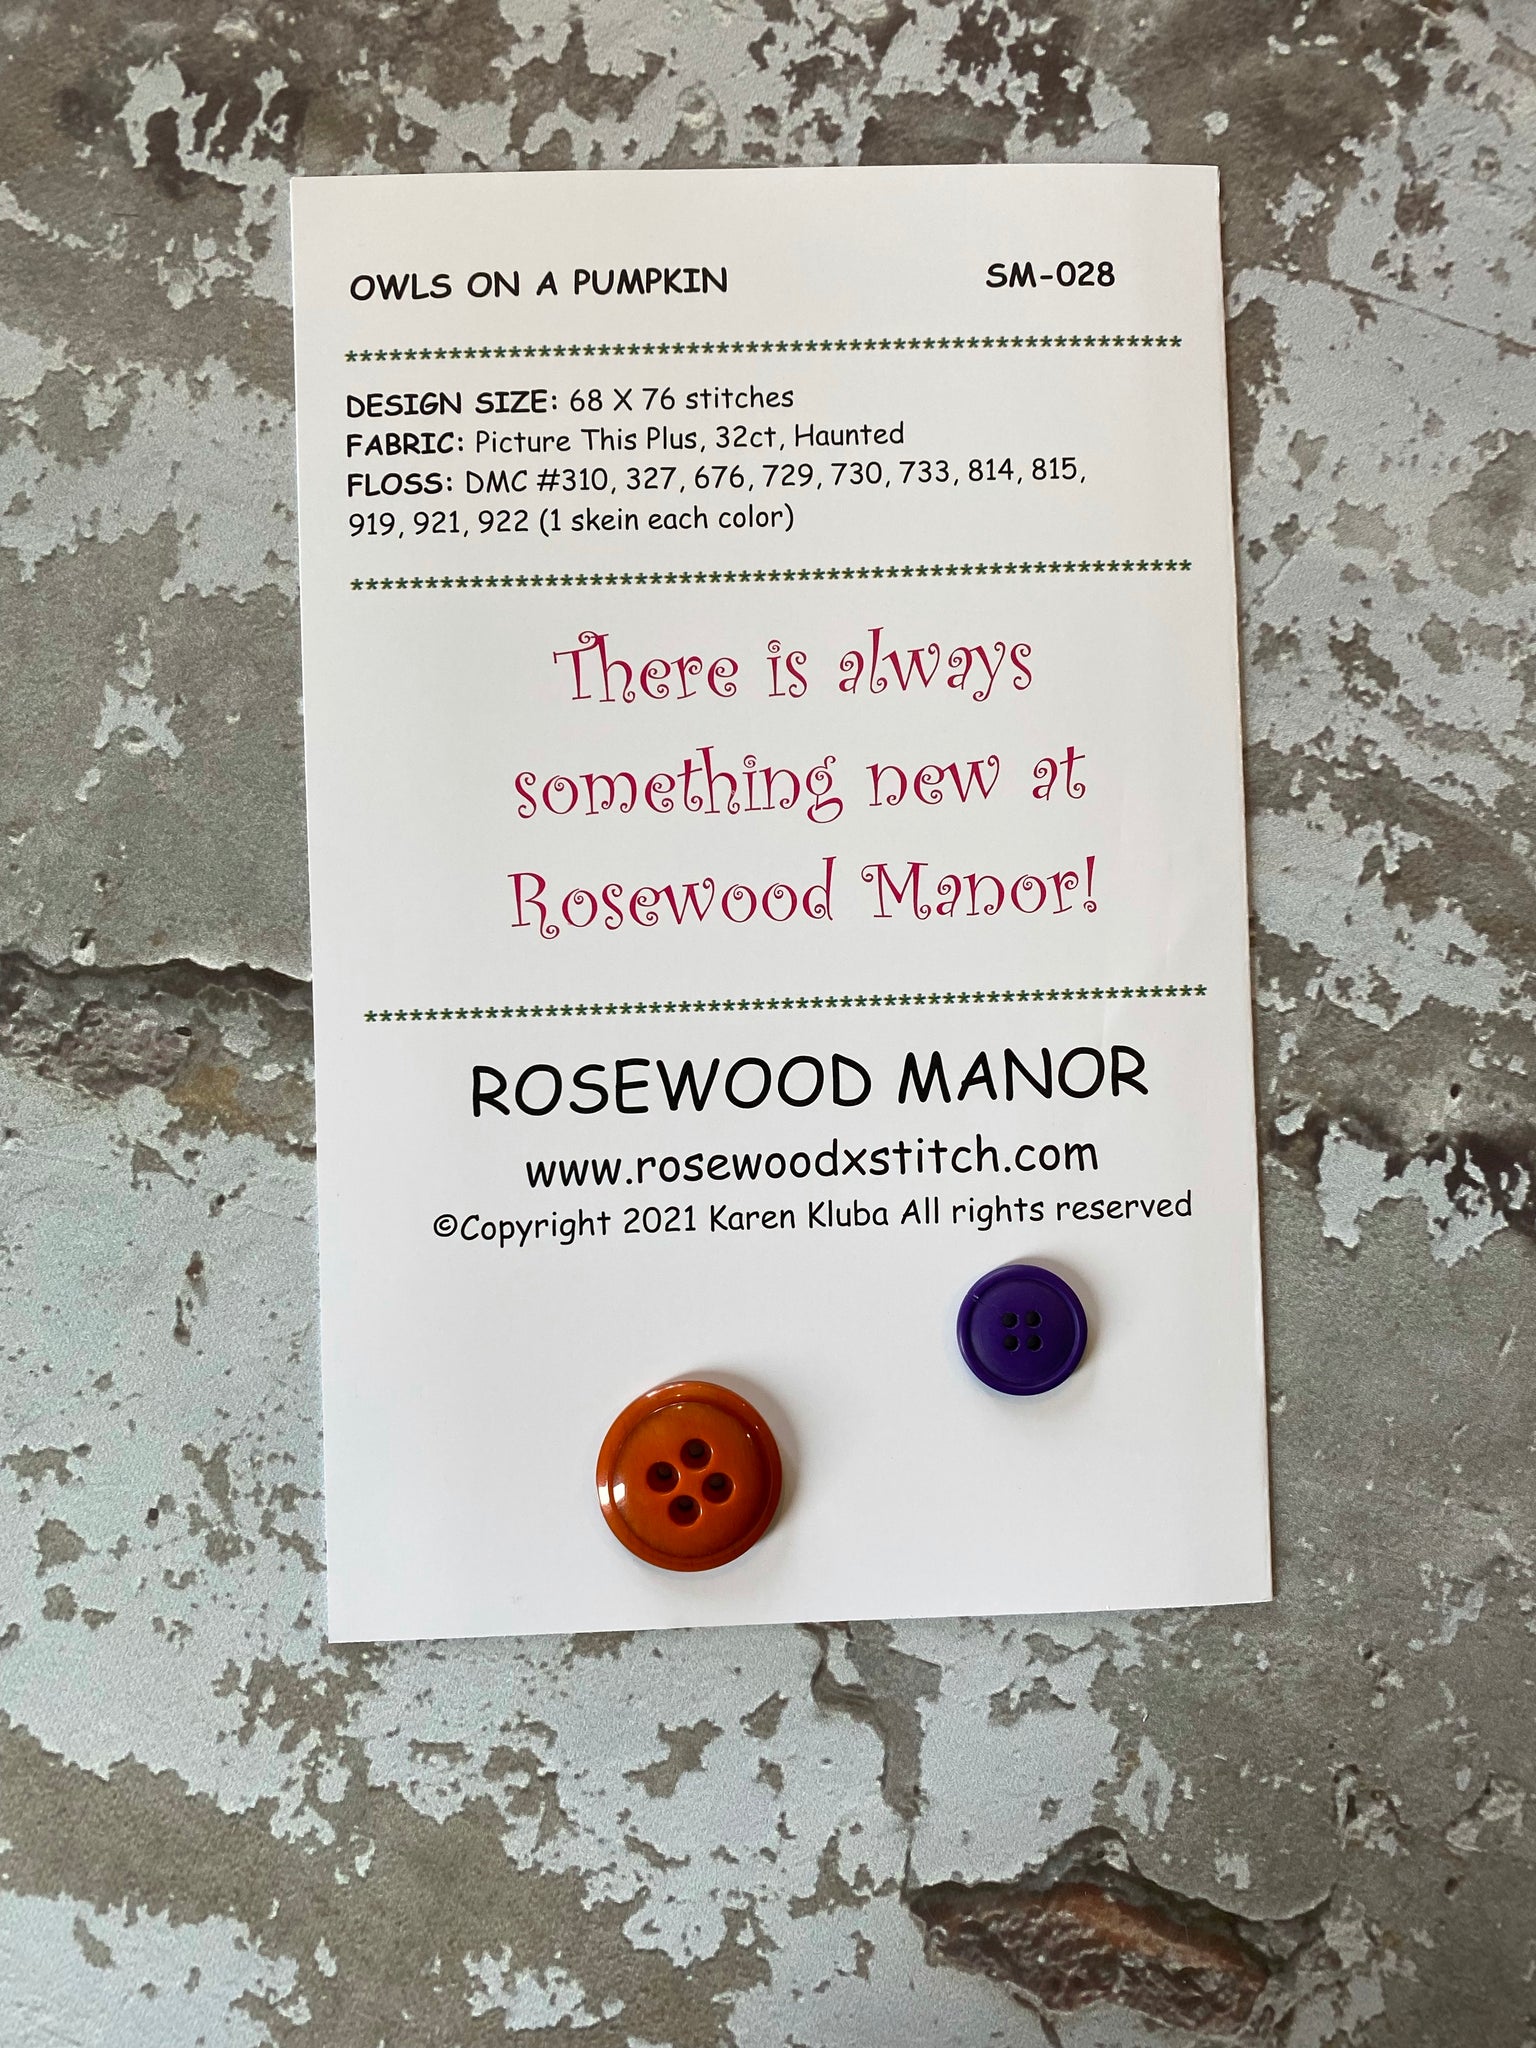 OWLS ON A PUMPKIN SM-028
*********************************************************
DESIGN SIZE: 68 X 76 stitches
FABRIC: Picture This Plus, 32ct, Haunted
FLOSS: DMC #310, 327, 676, 729, 730, 733, 814, 815,
919, 921, 922 (1 skein each color)
*********************************************************
There is always
something new at
Rosewood Manor!
*********************************************************
ROSEWOOD MANOR
www.rosewoodxstitch.com
©Copyright 2021 Karen Kluba All rights reserved